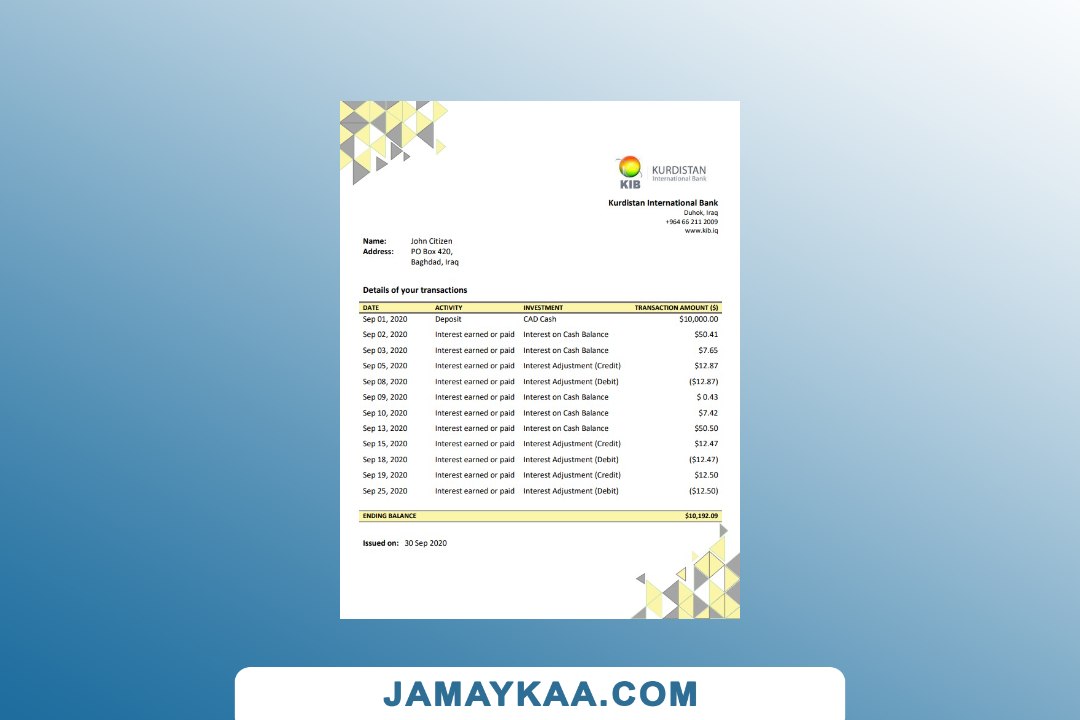 KIB
KURDISTAN
International Bank
Kurdistan International Bank
Duhok, Iraq
+964 66 211 2009
www.kib.iq
Name: John Citizen
Address: PO Box 420,
Baghdad, Iraq
Details of your transactions
DATE ACTIVITY INVESTMENT TRANSACTION AMOUNT ($)
Sep 01, 2020 Deposit CAD Cash $10,000.00
Sep 02, 2020 Interest earned or paid Interest on Cash Balance $50.41
Sep 03, 2020 Interest earned or paid Interest on Cash Balance $7.65
Sep 05, 2020 Interest earned or paid Interest Adjustment (Credit) $12.87
Sep 08, 2020 Interest earned or paid Interest Adjustment (Debit) ($12.87)
Sep 09, 2020 Interest earned or paid Interest on Cash Balance $ 0.43
Sep 10, 2020 Interest earned or paid Interest on Cash Balance $7.42
Sep 13, 2020 Interest earned or paid Interest on Cash Balance $50.50
Sep 15, 2020 Interest earned or paid Interest Adjustment (Credit) $12.47
Sep 18, 2020 Interest earned or paid Interest Adjustment (Debit) ($12.47)
Sep 19, 2020 Interest earned or paid Interest Adjustment (Credit) $12.50
Sep 25, 2020 Interest earned or paid Interest Adjustment (Debit) ($12.50)
ENDING BALANCE $10,192.09
Issued on: 30 Sep 2020
JAMAYKAA.COM